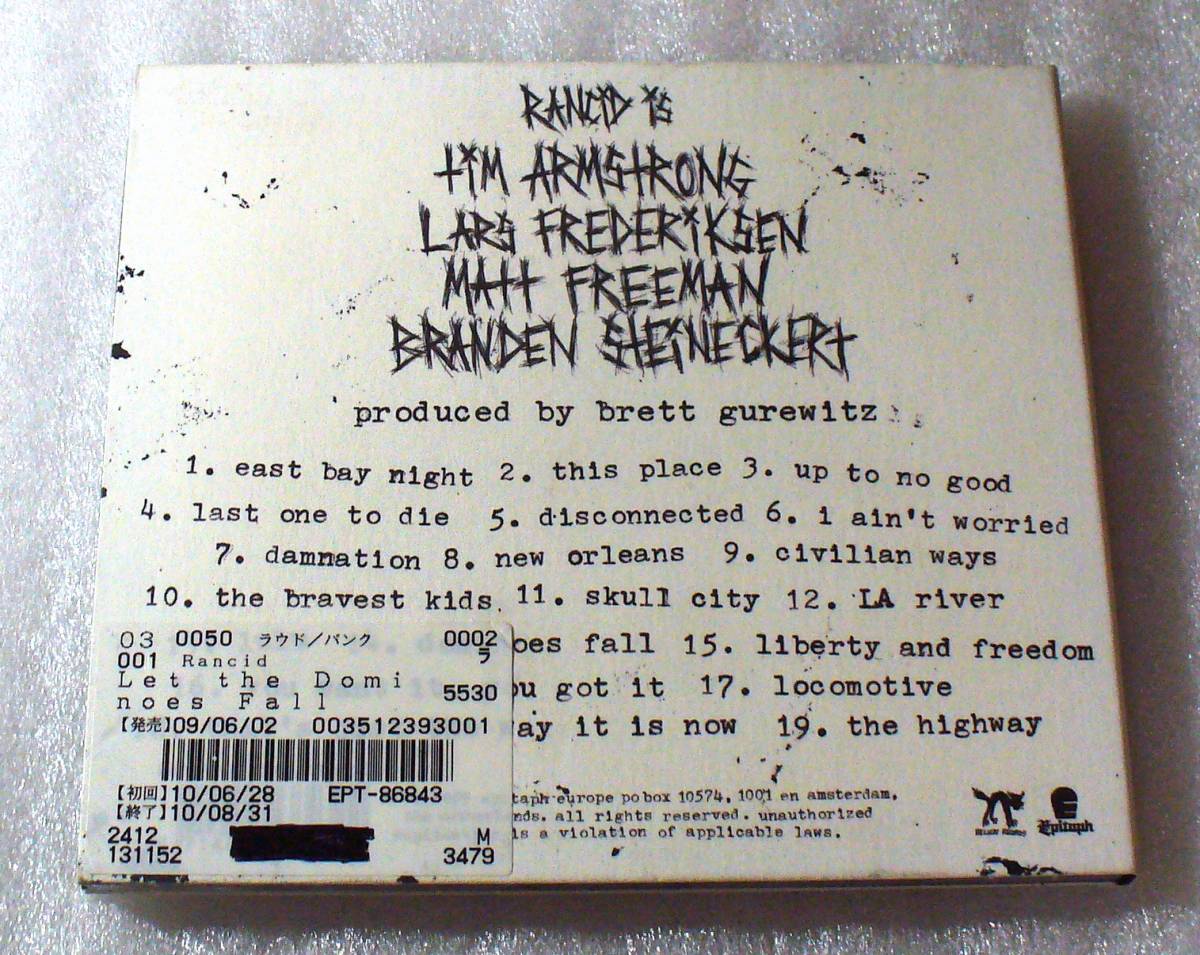 RANCID is
tim ARMStRONG
LARS FREDERiKSEN
MAtt FREEMAN
BRANDEN SteiNECKERt
produced by brett gurewitz
1. east bay night 2. this place 3. up to no good
4. last one to die 5. disconnected 6. i ain't worried
7. damnation 8. new orleans 9. civilian ways
10. the bravest kids 11. skull city 12. LA river
oes fall 15. liberty and freedom
ou got it 17. locomotive
ay it is now 19. the highway
taph europe po box 10574, 1001 en amsterdam,
nds. all rights reserved. unauthorized
is a violation of applicable laws.
Epitaph
03 0050 ラウド／パンク 0002
001 Rancid ラ
Let the Domi
noes Fall 5530
【発売】09/06/02 003512393001
【初回】10/06/28 EPT-86843
【終了】10/08/31
2412 M
131152 3479